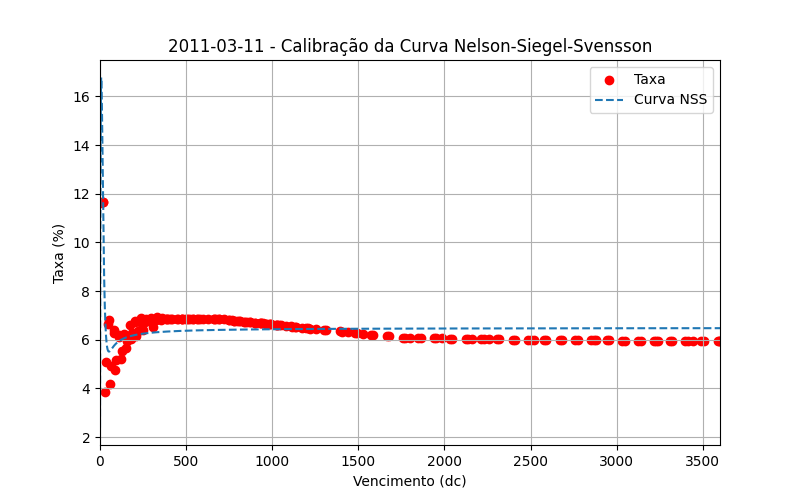 2011-03-11 - Calibração da Curva Nelson-Siegel-Svensson
Taxa
Curva NSS
Taxa (%)
16
14
12
10
8
6
4
2
0 500 1000 1500 2000 2500 3000 3500
Vencimento (dc)